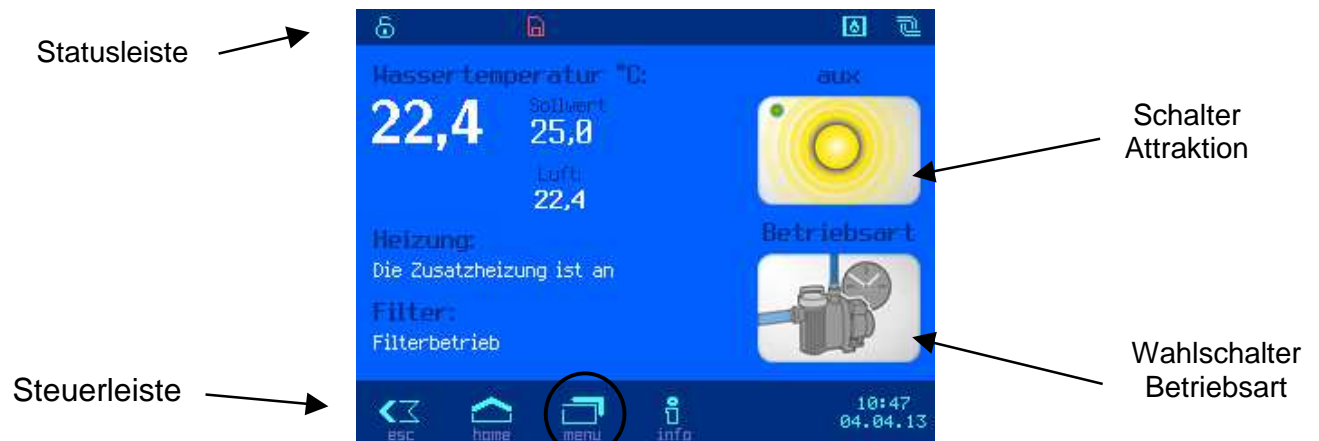 Statusleiste
Wassertemperatur °C:
aux
22,4
Sollwert
25,0
Luft:
22,4
Schalter
Attraktion
Heizung:
Betriebsart
Die Zusatzheizung ist an
Filter:
Filterbetrieb
Wahlschalter
Betriebsart
Steuerleiste
esc
home
menu
info
10:47
04.04.13